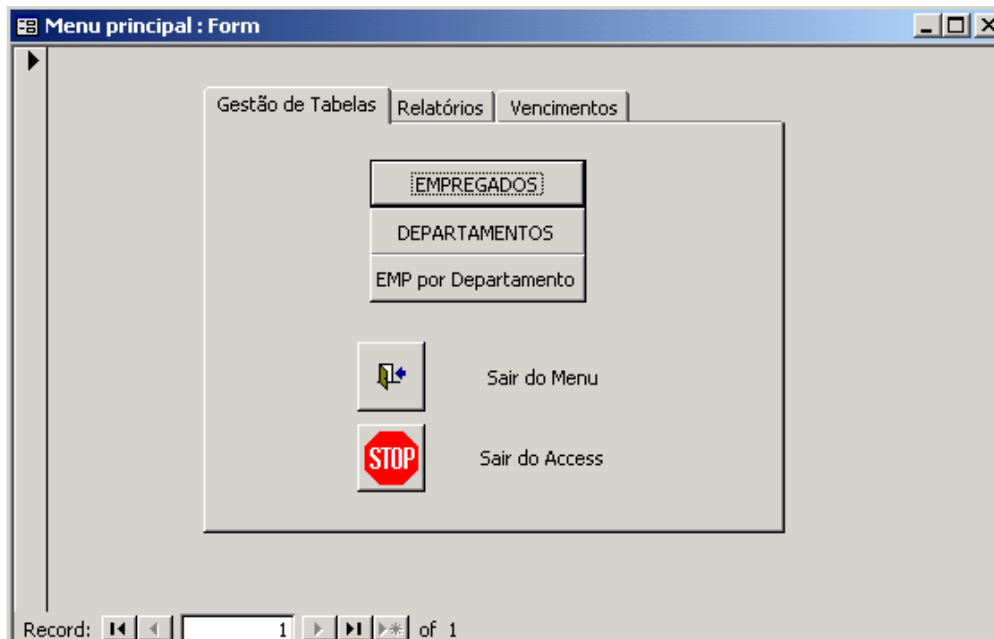 Menu principal : Form
Gestão de Tabelas Relatórios Vencimentos
EMPREGADOS
DEPARTAMENTOS
EMP por Departamento
Sair do Menu
STOP Sair do Access
Record: 1 of 1